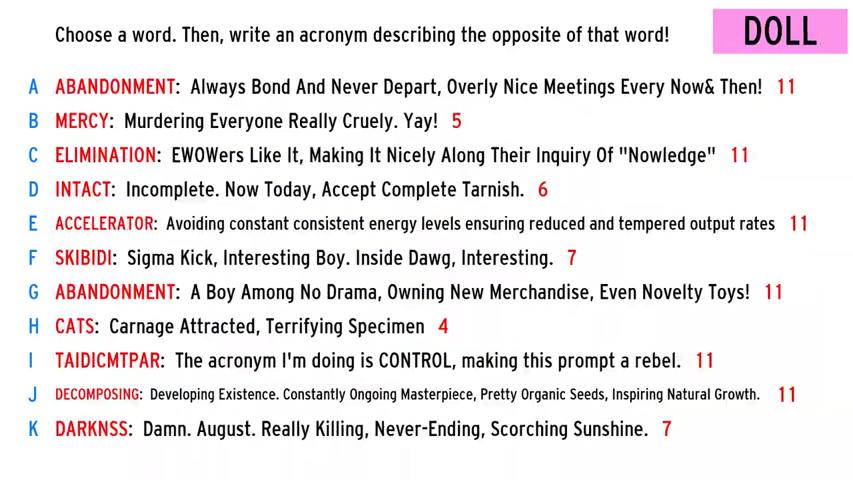 Choose a word. Then, write an acronym describing the opposite of that word!
DOLL
A ABANDONMENT: Always Bond And Never Depart, Overly Nice Meetings Every Now& Then! 11
B MERCY: Murdering Everyone Really Cruely. Yay! 5
C ELIMINATION: EWOWers Like It, Making It Nicely Along Their Inquiry Of "Nowledge" 11
D INTACT: Incomplete. Now Today, Accept Complete Tarnish. 6
E ACCELERATOR: Avoiding constant consistent energy levels ensuring reduced and tempered output rates 11
F SKIBIDI: Sigma Kick, Interesting Boy. Inside Dawg, Interesting. 7
G ABANDONMENT: A Boy Among No Drama, Owning New Merchandise, Even Novelty Toys! 11
H CATS: Carnage Attracted, Terrifying Specimen 4
I TAIDICMTPAR: The acronym I'm doing is CONTROL, making this prompt a rebel. 11
J DECOMPOSING: Developing Existence. Constantly Ongoing Masterpiece, Pretty Organic Seeds, Inspiring Natural Growth. 11
K DARKNSS: Damn. August. Really Killing, Never-Ending, Scorching Sunshine. 7